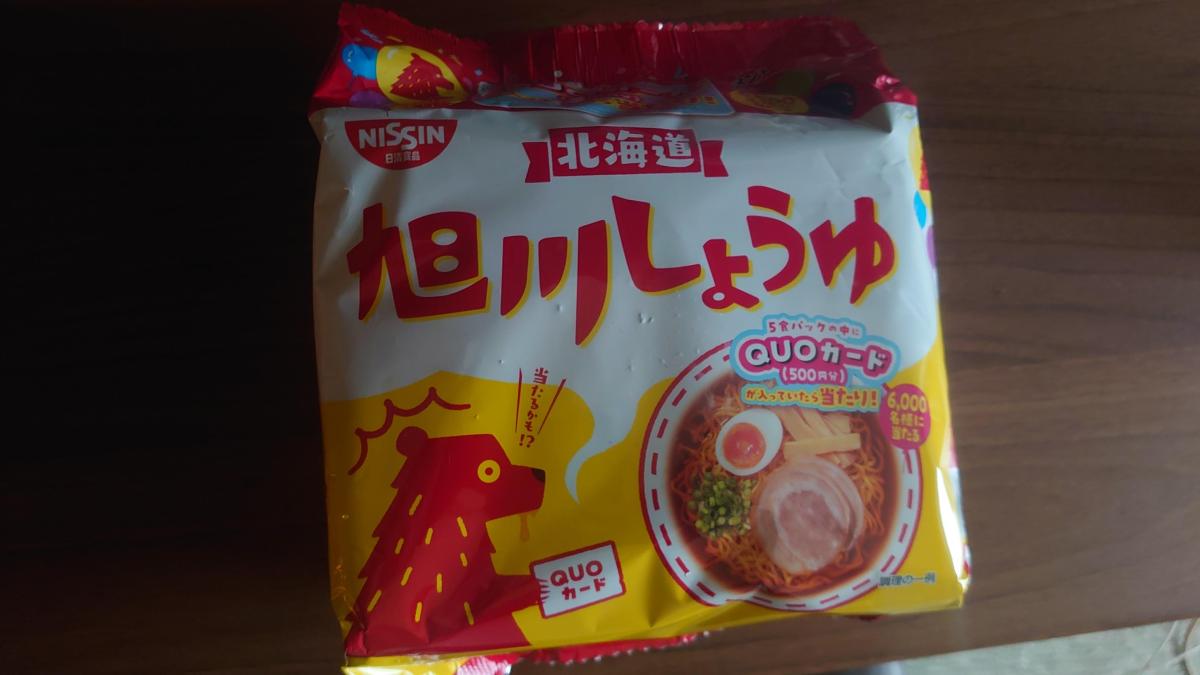 NISSIN
日清食品
北海道
旭川しょうゆ
5食パックの中に
QUOカード
(500円分)
が入っていたら当たり!
6,000
名様に
当たる
当たるかも!?
QUO
カード
調理の一例